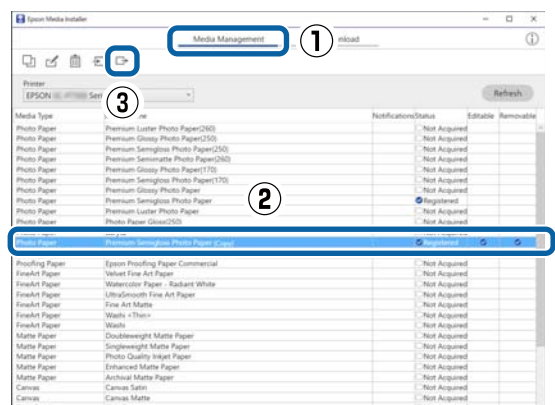 Epson Media Installer
Media Management
①
nload
Printer
EPSON
Seri
③
Refresh
Media Type
Notifications Status Editable Removable
Photo Paper Premium Luster Photo Paper(260) Not Acquired
Photo Paper Premium Glossy Photo Paper(250) Not Acquired
Photo Paper Premium Semigloss Photo Paper(250) Not Acquired
Photo Paper Premium Semimatte Photo Paper(260) Not Acquired
Photo Paper Premium Glossy Photo Paper(170) Not Acquired
Photo Paper Premium Semigloss Photo Paper(170) Not Acquired
Photo Paper Premium Glossy Photo Paper Not Acquired
Photo Paper Premium Semigloss Photo Paper Registered
Photo Paper Premium Luster Photo Paper Not Acquired
Photo Paper Photo Paper Gloss(250) Not Acquired
②
Photo Paper Premium Semigloss Photo Paper (Copy) Registered
Proofing Paper Epson Proofing Paper Commercial Not Acquired
FineArt Paper Velvet Fine Art Paper Not Acquired
FineArt Paper Watercolor Paper - Radiant White Not Acquired
FineArt Paper UltraSmooth Fine Art Paper Not Acquired
FineArt Paper Fine Art Matte Not Acquired
FineArt Paper Washi <Thin> Not Acquired
FineArt Paper Washi Not Acquired
Matte Paper Doubleweight Matte Paper Not Acquired
Matte Paper Singleweight Matte Paper Not Acquired
Matte Paper Photo Quality Inkjet Paper Not Acquired
Matte Paper Enhanced Matte Paper Not Acquired
Matte Paper Archival Matte Paper Not Acquired
Canvas Canvas Satin Not Acquired
Canvas Canvas Matte Not Acquired